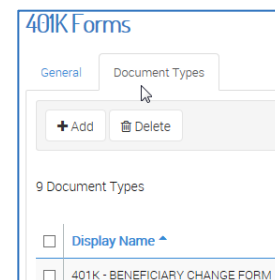 401K Forms
General Document Types
+ Add Delete
9 Document Types
Display Name
401K - BENEFICIARY CHANGE FORM